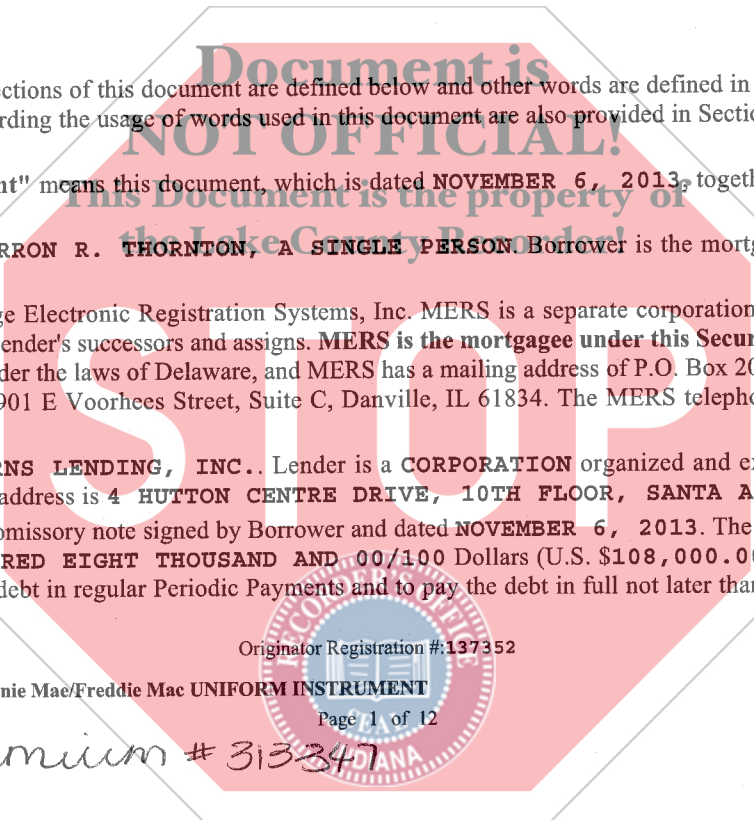 Document is
ctions of this document are defined below and other words are defined in
rding the usage of words used in this document are also provided in Sectio
NOT OFFICIAL!
nt" means this document, which is dated NOVEMBER 6, 2013, togeth
This Document is the property of
RRON R. THORNTON, A SINGLE PERSON. Borrower is the mortg
the Lake County Recorder!
ge Electronic Registration Systems, Inc. MERS is a separate corporation
ender's successors and assigns. MERS is the mortgagee under this Secur
der the laws of Delaware, and MERS has a mailing address of P.O. Box 20
901 E Voorhees Street, Suite C, Danville, IL 61834. The MERS telepho
STOP
RNS LENDING, INC.. Lender is a CORPORATION organized and ex
address is 4 HUTTON CENTRE DRIVE, 10TH FLOOR, SANTA A
omissory note signed by Borrower and dated NOVEMBER 6, 2013. The
RED EIGHT THOUSAND AND 00/100 Dollars (U.S. $108,000.00
debt in regular Periodic Payments and to pay the debt in full not later than
RECORDER'S OFFICE
Originator Registration #:137352
nie Mae/Freddie Mac UNIFORM INSTRUMENT
Page 1 of 12
SEAL
INDIANA
mium # 313347